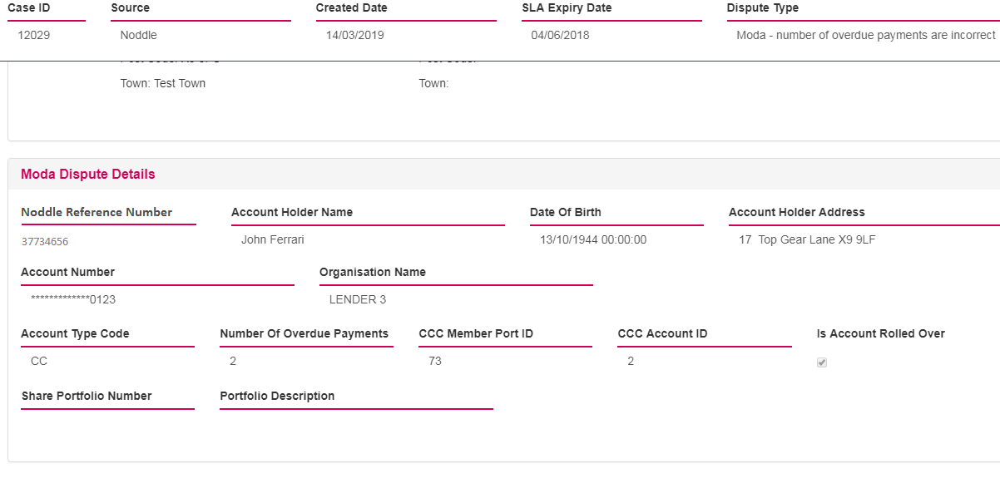 Case ID Source Created Date SLA Expiry Date Dispute Type
12029 Noddle 14/03/2019 04/06/2018 Moda - number of overdue payments are incorrect
Town: Test Town Town:
Moda Dispute Details
Noddle Reference Number Account Holder Name Date Of Birth Account Holder Address
37734656 John Ferrari 13/10/1944 00:00:00 17 Top Gear Lane X9 9LF
Account Number Organisation Name
*************0123 LENDER 3
Account Type Code Number Of Overdue Payments CCC Member Port ID CCC Account ID Is Account Rolled Over
CC 2 73 2
Share Portfolio Number Portfolio Description